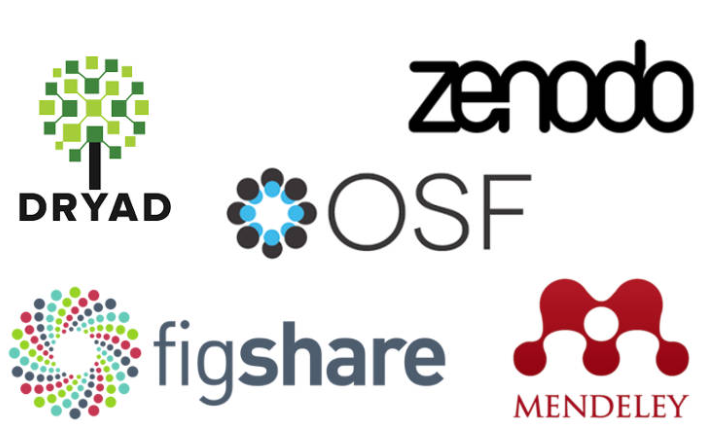 zenodo
DRYAD
OSF
figshare
MENDELEY